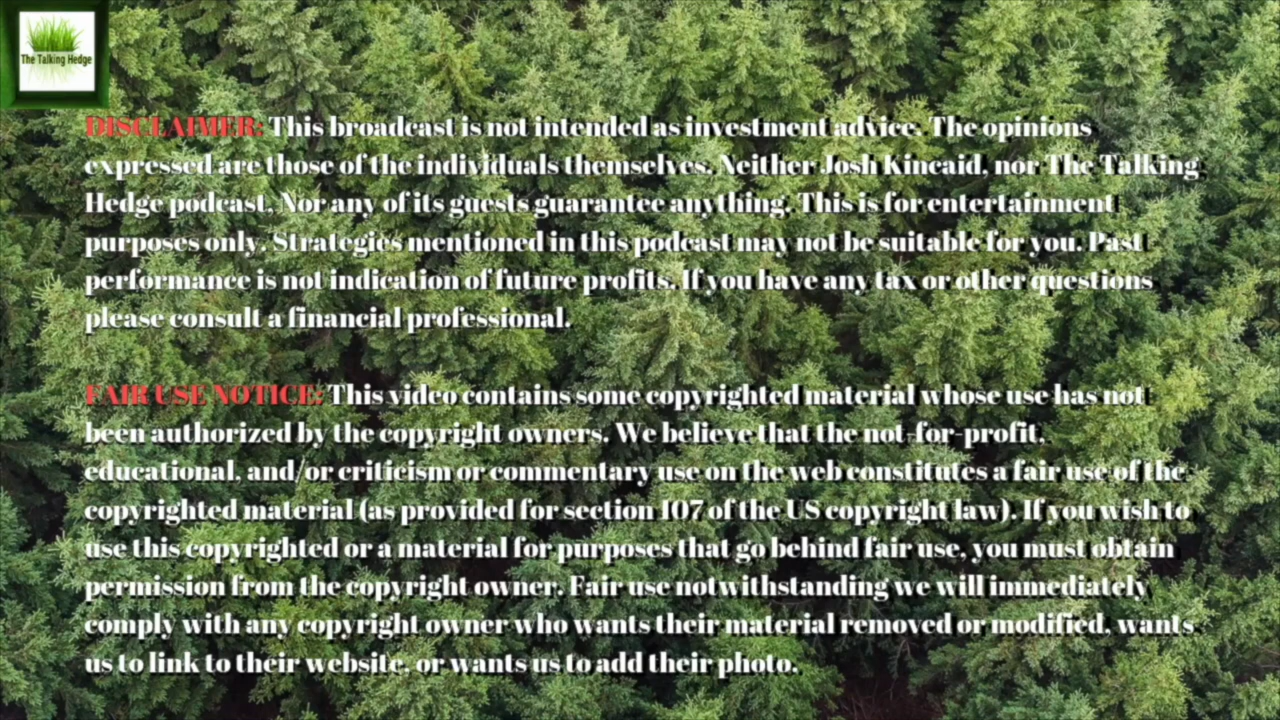 The Talking Hedge
DISCLAIMER: This broadcast is not intended as investment advice. The opinions
expressed are those of the individuals themselves. Neither Josh Kincaid, nor The Talking
Hedge podcast, Nor any of its guests guarantee anything. This is for entertainment
purposes only. Strategies mentioned in this podcast may not be suitable for you. Past
performance is not indication of future profits. If you have any tax or other questions
please consult a financial professional.
FAIR USE NOTICE: This video contains some copyrighted material whose use has not
been authorized by the copyright owners. We believe that the not-for-profit,
educational, and/or criticism or commentary use on the web constitutes a fair use of the
copyrighted material (as provided for section 107 of the US copyright law). If you wish to
use this copyrighted or a material for purposes that go behind fair use, you must obtain
permission from the copyright owner. Fair use notwithstanding we will immediately
comply with any copyright owner who wants their material removed or modified, wants
us to link to their website, or wants us to add their photo.